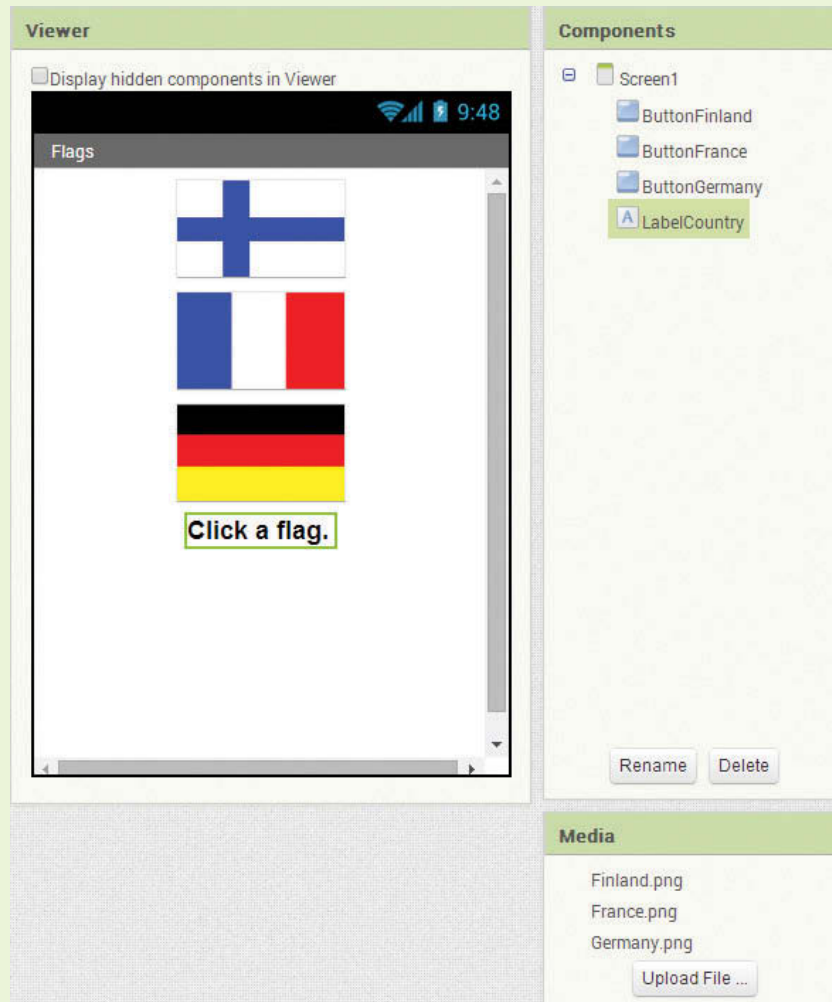 Viewer
Display hidden components in Viewer
9:48
Flags
Click a flag.
Components
Screen1
ButtonFinland
ButtonFrance
ButtonGermany
A LabelCountry
Rename Delete
Media
Finland.png
France.png
Germany.png
Upload File ...